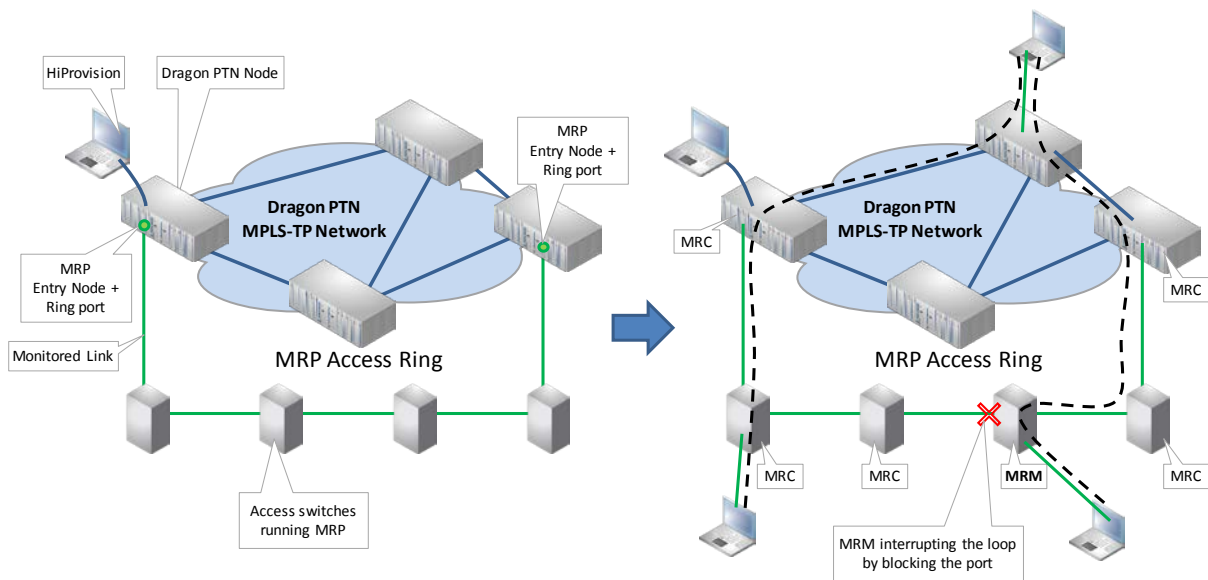 HiProvision
Dragon PTN Node
MRP
Entry Node +
Ring port
Dragon PTN
MPLS-TP Network
MRP
Entry Node +
Ring port
Monitored Link
MRP Access Ring
Access switches
running MRP
MRC
Dragon PTN
MPLS-TP Network
MRC
MRP Access Ring
MRC
MRC
MRM
MRC
MRM interrupting the loop
by blocking the port